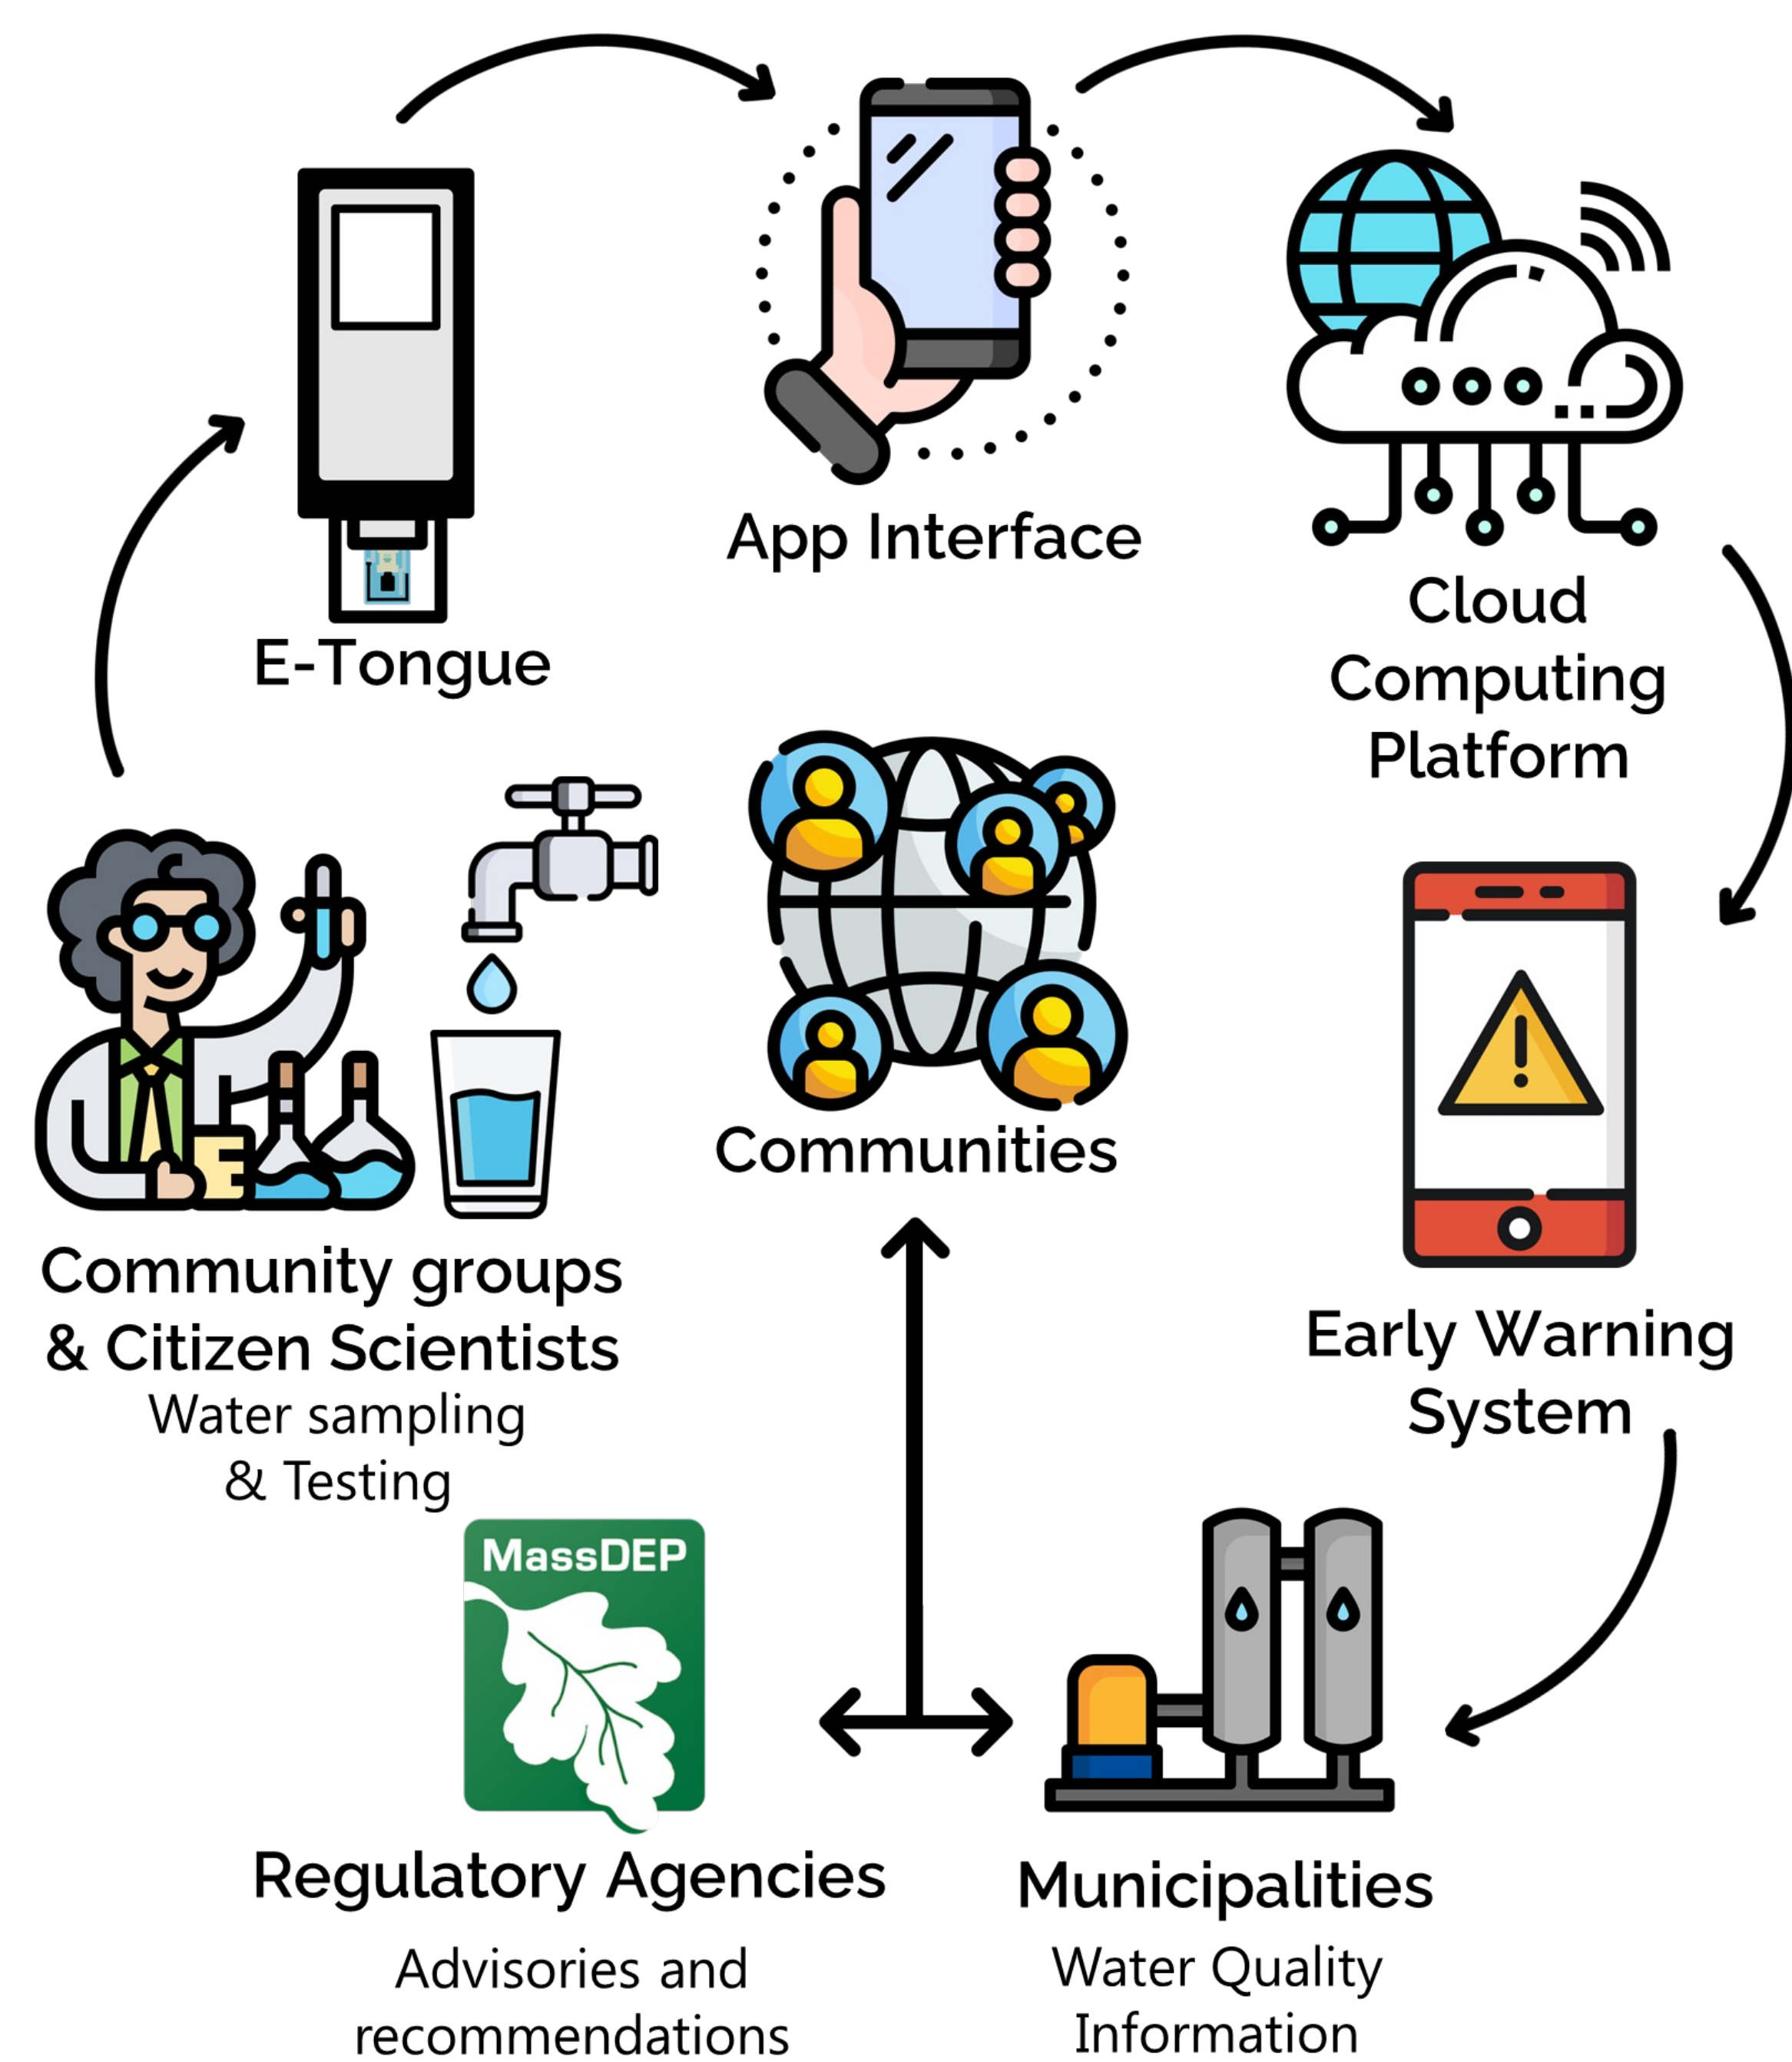 App Interface
E-Tongue
Cloud
Computing
Platform
Communities
Community groups
& Citizen Scientists
Water sampling
& Testing
Early Warning
System
MassDEP
Regulatory Agencies
Advisories and
recommendations
Municipalities
Water Quality
Information